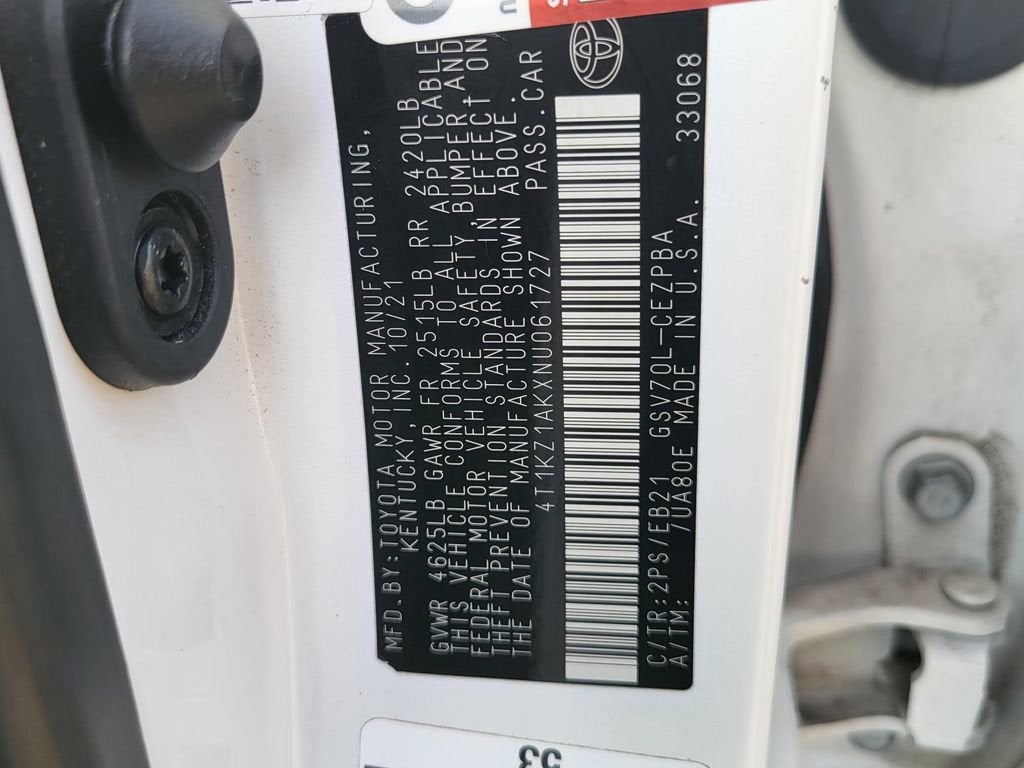 MFD.BY:TOYOTA MOTOR MANUFACTURING,
KENTUCKY, INC. 10/21
GVWR 4625LB GAWR FR 2515LB RR 2420LB
THIS VEHICLE CONFORMS TO ALL APPLICABLE
FEDERAL MOTOR VEHICLE SAFETY,BUMPER,AND
THEFT PREVENTION STANDARDS IN EFFECT ON
THE DATE OF MANUFACTURE SHOWN ABOVE.
4T1KZ1AKXNU061727 PASS.CAR
C/TR:2PS/EB21 GSV70L-CEZPBA
A/TM: /UA80E MADE IN U.S.A. 33068
53